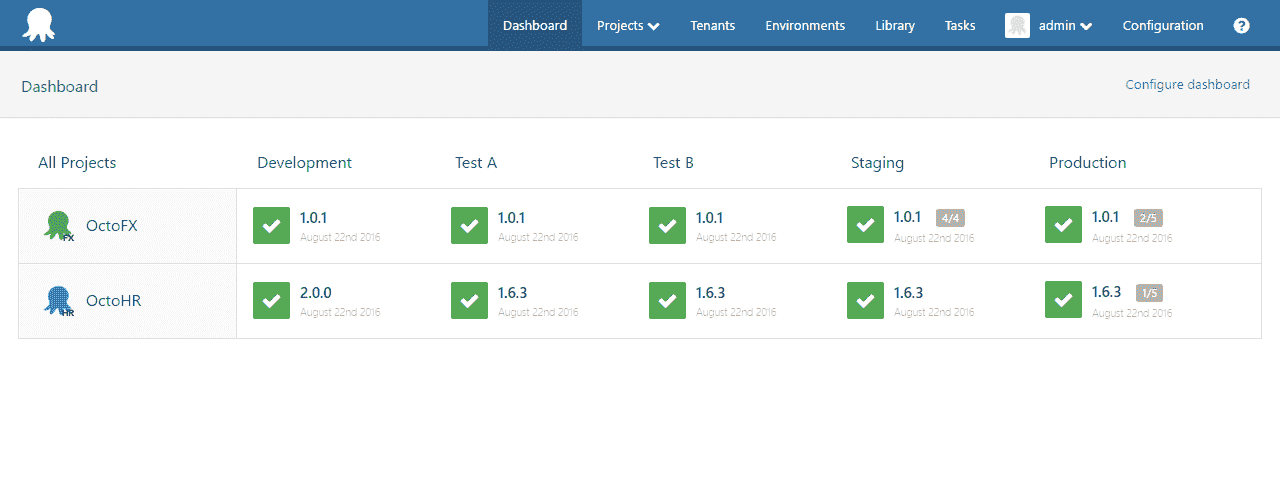 Dashboard Projects Tenants Environments Library Tasks admin Configuration ?
Dashboard Configure dashboard
All Projects Development Test A Test B Staging Production
FX OctoFX 1.0.1 1.0.1 1.0.1 1.0.1 4/4 1.0.1 2/5
August 22nd 2016 August 22nd 2016 August 22nd 2016 August 22nd 2016 August 22nd 2016
HR OctoHR 2.0.0 1.6.3 1.6.3 1.6.3 1.6.3 1/5
August 22nd 2016 August 22nd 2016 August 22nd 2016 August 22nd 2016 August 22nd 2016